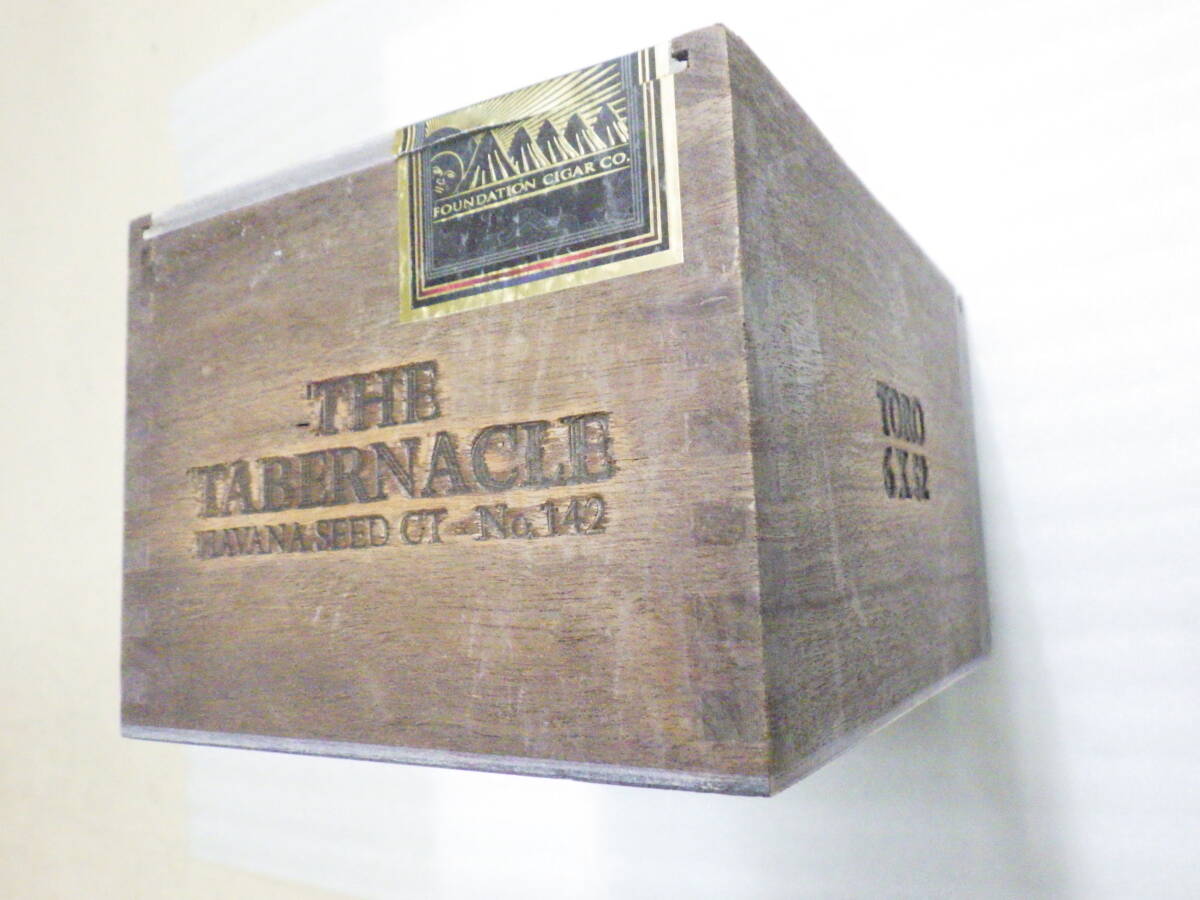 FOUNDATION CIGAR CO.
THE
TABERNACLE
HAVANA SEED CT - No. 142
TORO
6 X 52